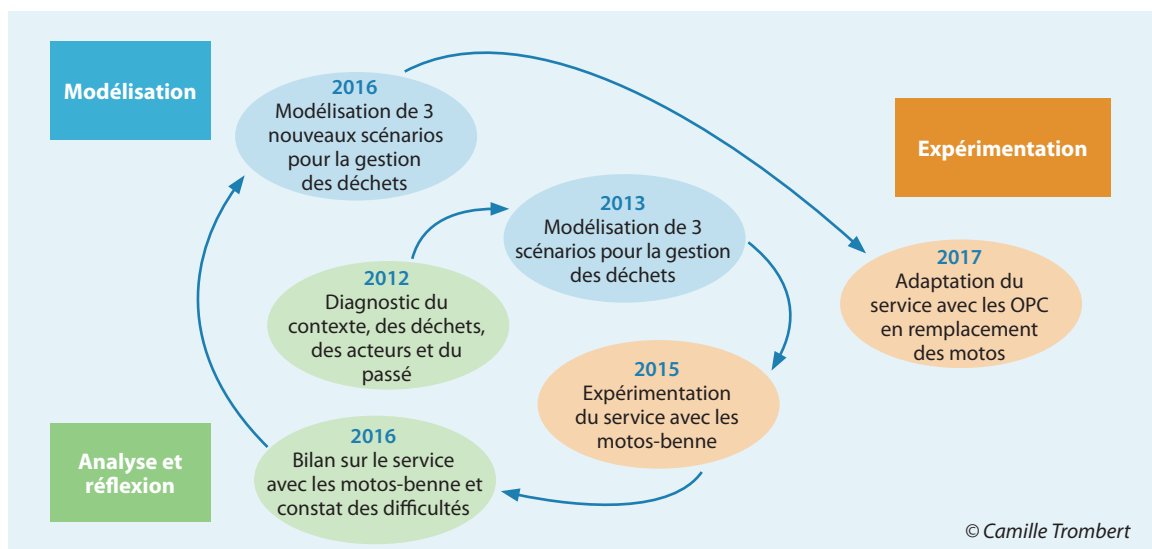 Modélisation
2016
Modélisation de 3
nouveaux scénarios
pour la gestion
des déchets
Expérimentation
2013
Modélisation de 3
scénarios pour la gestion
des déchets
2017
Adaptation du
service avec les OPC
en remplacement
des motos
2012
Diagnostic du
contexte, des déchets,
des acteurs et du
passé
2015
Expérimentation
du service avec les
motos-benne
Analyse et
réflexion
2016
Bilan sur le service
avec les motos-benne et
constat des difficultés
© Camille Trombert